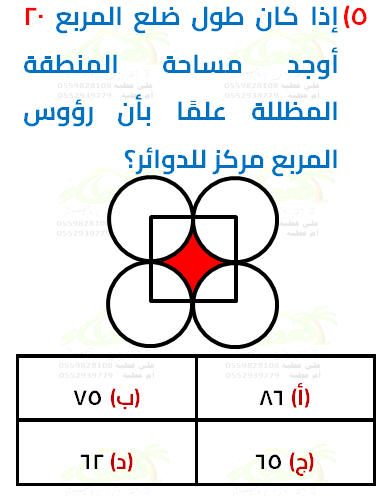 ٥) إذا كان طول ضلع المربع ٢٠
أوجد مساحة المنطقة
المظللة علمًا بأن رؤوس
المربع مركز للدوائر؟
(أ) ٨٦
(ب) ٧٥
(ج) ٦٥
(د) ٦٢